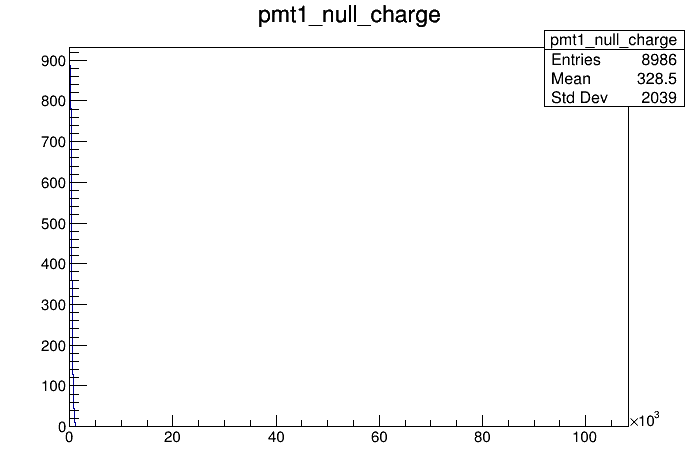 pmt1_null_charge
pmt1_null_charge
Entries 8986
Mean 328.5
Std Dev 2039
900
800
700
600
500
400
300
200
100
0
0 20 40 60 80 100 ×10³